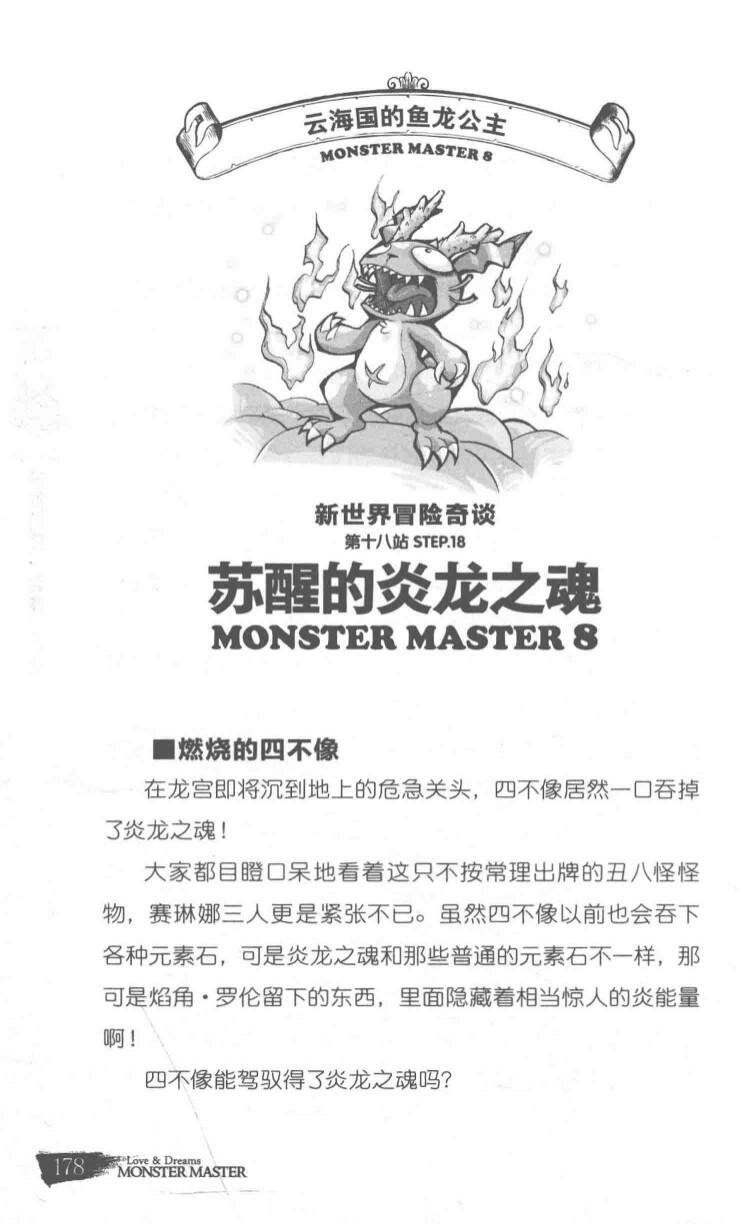 云海国的鱼龙公主
MONSTER MASTER 8
新世界冒险奇谈
第十八站 STEP.18
苏醒的炎龙之魂
MONSTER MASTER 8
■燃烧的四不像
在龙宫即将沉到地上的危急关头，四不像居然一口吞掉
了炎龙之魂！
大家都目瞪口呆地看着这只不按常理出牌的丑八怪怪
物，赛琳娜三人更是紧张不已。虽然四不像以前也会吞下
各种元素石，可是炎龙之魂和那些普通的元素石不一样，那
可是焰角·罗伦留下的东西，里面隐藏着相当惊人的炎能量
啊！
四不像能驾驭得了炎龙之魂吗？
178
Love & Dreams
MONSTER MASTER